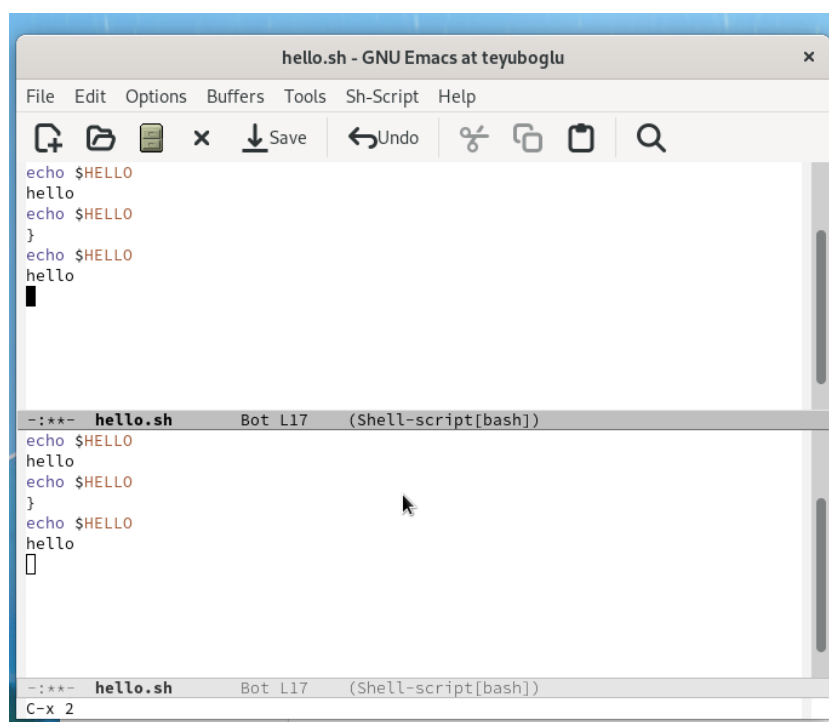 hello.sh - GNU Emacs at teyuboglu ×
File Edit Options Buffers Tools Sh-Script Help
Save Undo
echo $HELLO
hello
echo $HELLO
}
echo $HELLO
hello
-:**- hello.sh Bot L17 (Shell-script[bash])
echo $HELLO
hello
echo $HELLO
}
echo $HELLO
hello
-:**- hello.sh Bot L17 (Shell-script[bash])
C-x 2